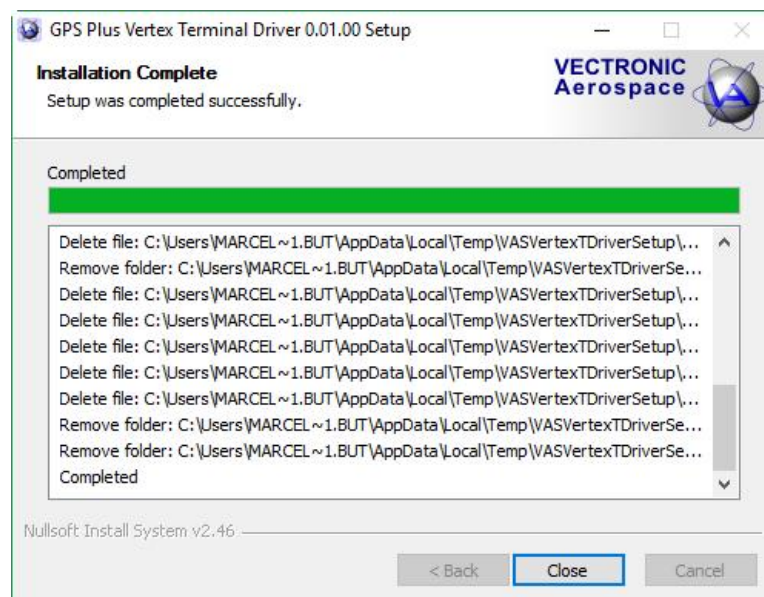 GPS Plus Vertex Terminal Driver 0.01.00 Setup
Installation Complete
Setup was completed successfully.
VECTRONIC
Aerospace
VA
Completed
Delete file: C:\Users\MARCEL~1.BUT\AppData\Local\Temp\VASVertexTDriverSetup\...
Remove folder: C:\Users\MARCEL~1.BUT\AppData\Local\Temp\VASVertexTDriverSe...
Delete file: C:\Users\MARCEL~1.BUT\AppData\Local\Temp\VASVertexTDriverSetup\...
Delete file: C:\Users\MARCEL~1.BUT\AppData\Local\Temp\VASVertexTDriverSetup\...
Delete file: C:\Users\MARCEL~1.BUT\AppData\Local\Temp\VASVertexTDriverSetup\...
Delete file: C:\Users\MARCEL~1.BUT\AppData\Local\Temp\VASVertexTDriverSetup\...
Delete file: C:\Users\MARCEL~1.BUT\AppData\Local\Temp\VASVertexTDriverSetup\...
Remove folder: C:\Users\MARCEL~1.BUT\AppData\Local\Temp\VASVertexTDriverSe...
Remove folder: C:\Users\MARCEL~1.BUT\AppData\Local\Temp\VASVertexTDriverSe...
Completed
Nullsoft Install System v2.46
< Back
Close
Cancel